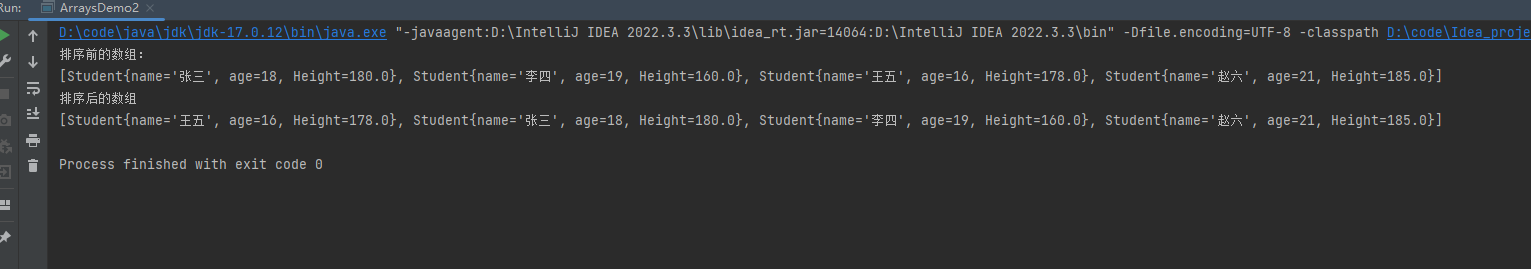 Run: ArraysDemo2
D:\code\java\jdk\jdk-17.0.12\bin\java.exe "-javaagent:D:\IntelliJ IDEA 2022.3.3\lib\idea_rt.jar=14064:D:\IntelliJ IDEA 2022.3.3\bin" -Dfile.encoding=UTF-8 -classpath D:\code\Idea_proje
排序前的数组:
[Student{name='张三', age=18, Height=180.0}, Student{name='李四', age=19, Height=160.0}, Student{name='王五', age=16, Height=178.0}, Student{name='赵六', age=21, Height=185.0}]
排序后的数组
[Student{name='王五', age=16, Height=178.0}, Student{name='张三', age=18, Height=180.0}, Student{name='李四', age=19, Height=160.0}, Student{name='赵六', age=21, Height=185.0}]
Process finished with exit code 0